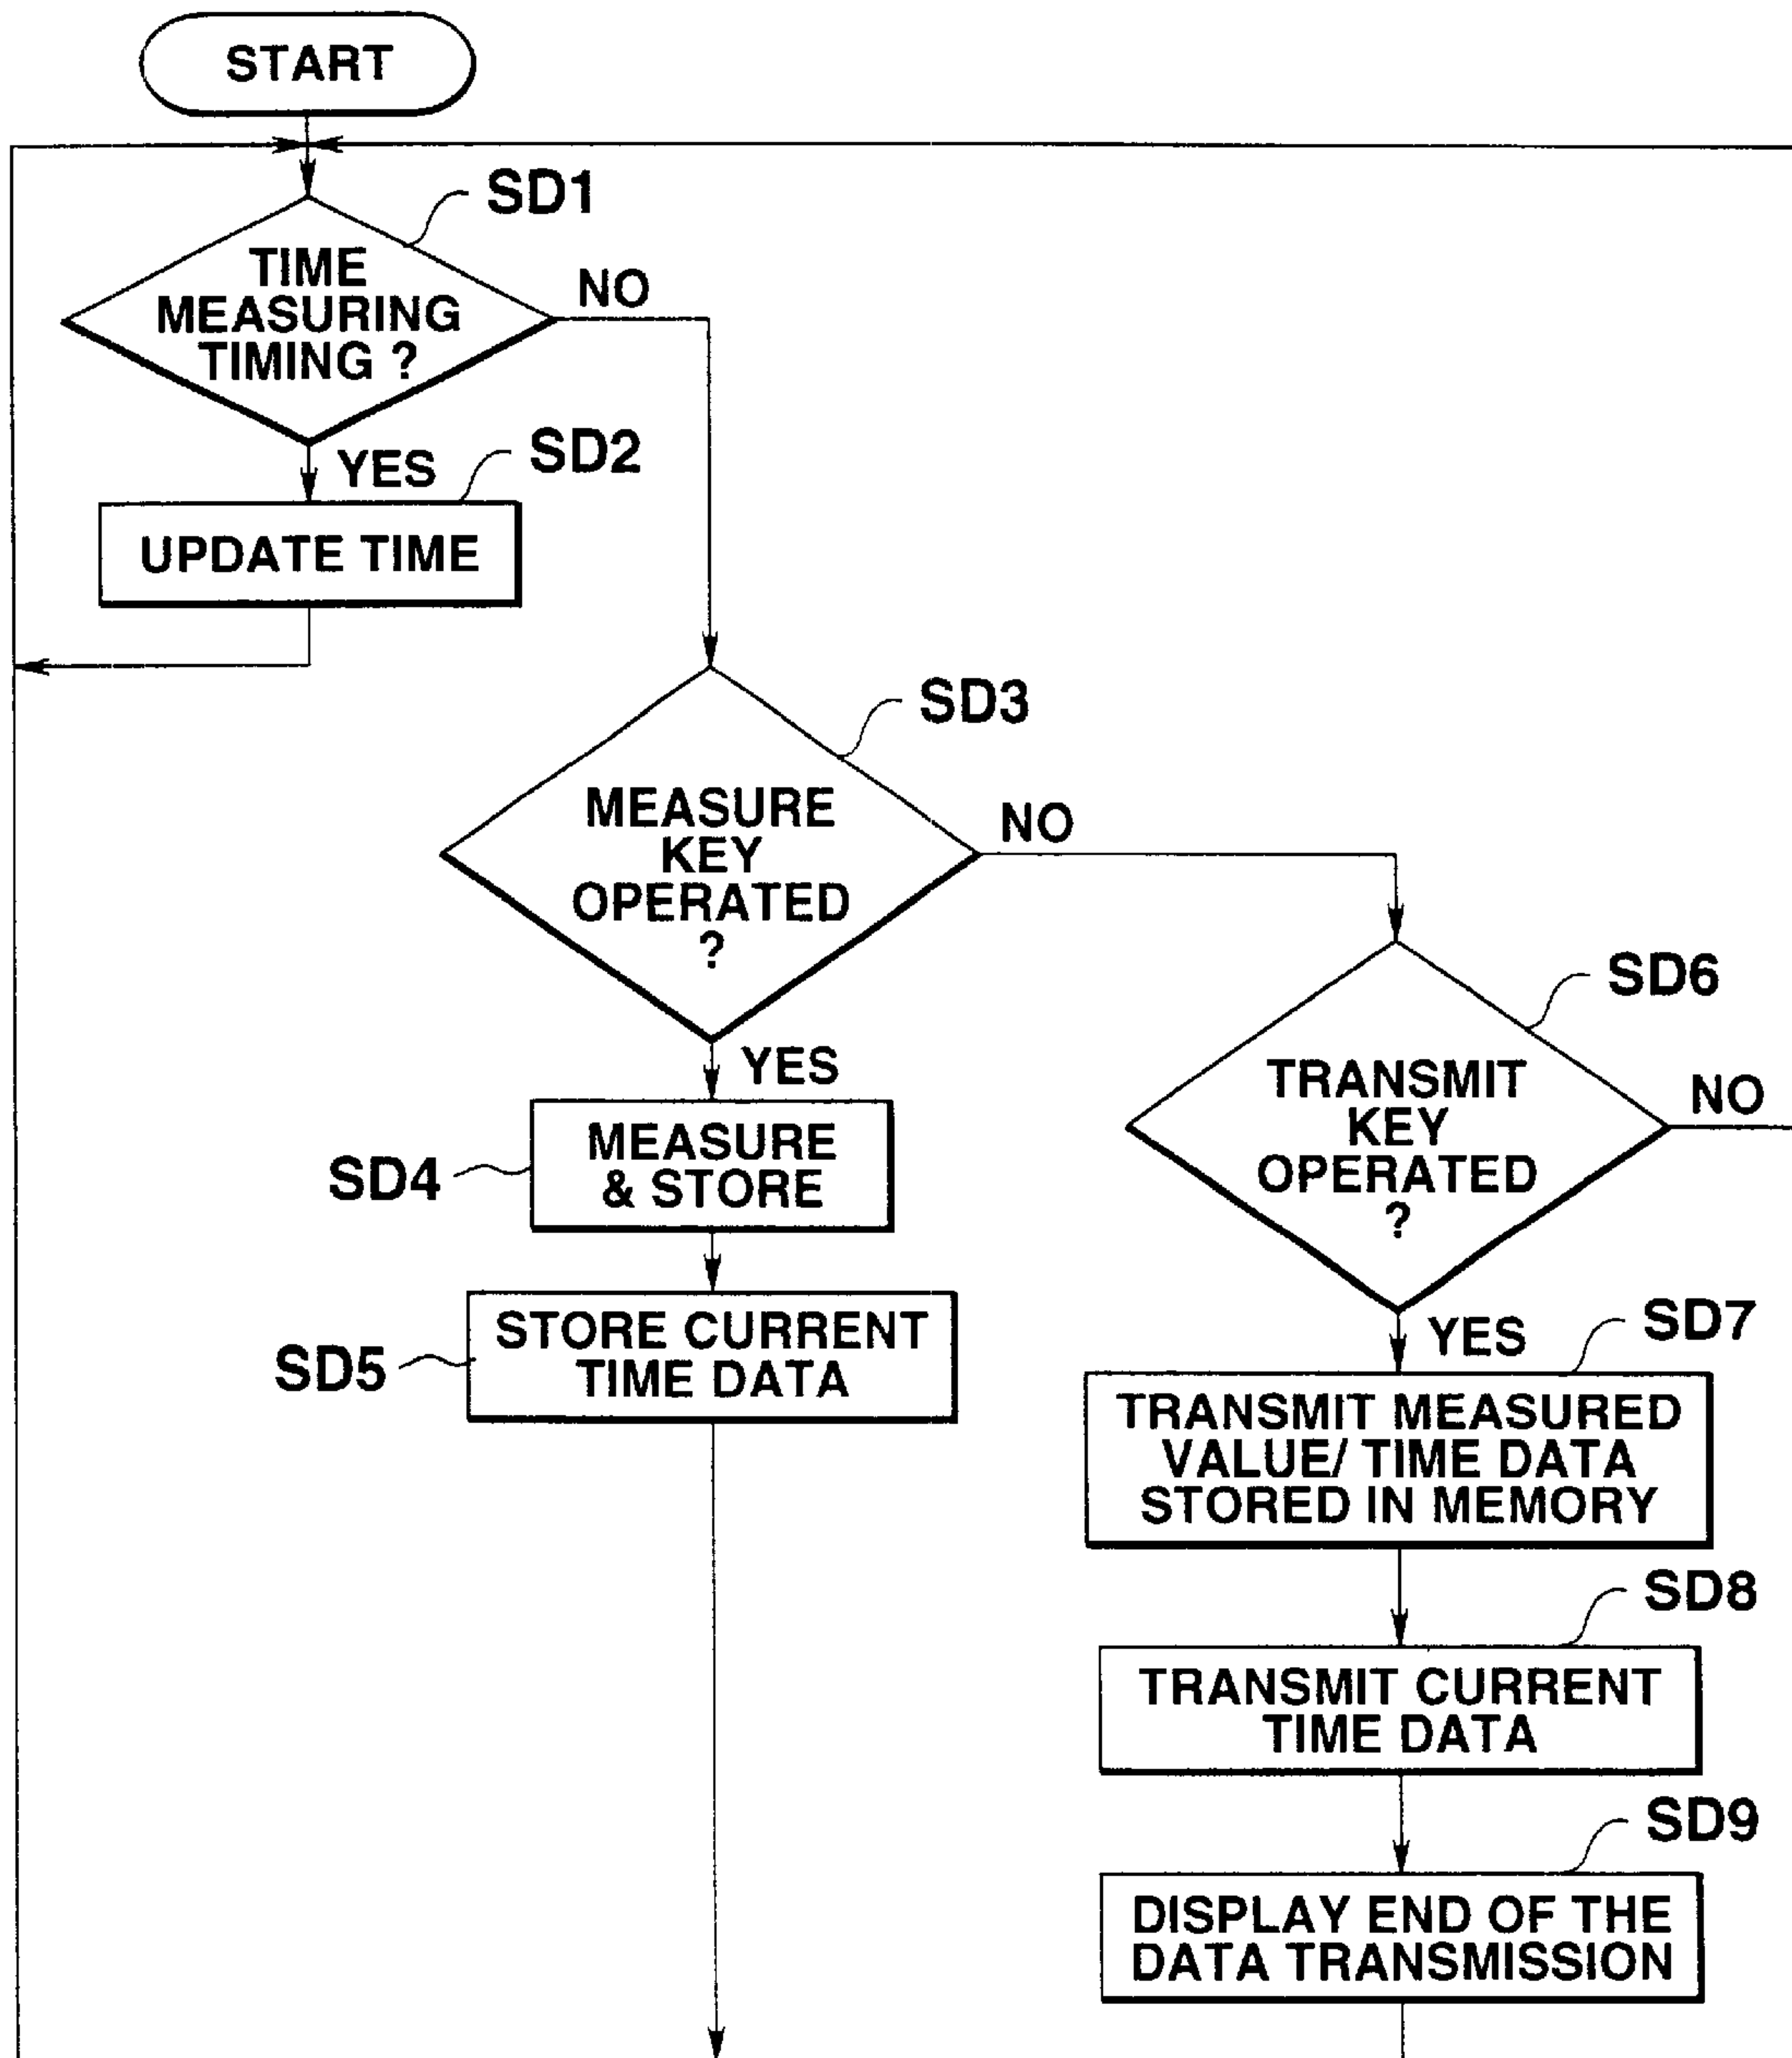 START
SD1
TIME
MEASURING
TIMING ?
NO
YES
SD2
UPDATE TIME
SD3
MEASURE
KEY
OPERATED
?
NO
YES
SD4
MEASURE
& STORE
SD5
STORE CURRENT
TIME DATA
SD6
TRANSMIT
KEY
OPERATED
?
NO
YES
SD7
TRANSMIT MEASURED
VALUE/ TIME DATA
STORED IN MEMORY
SD8
TRANSMIT CURRENT
TIME DATA
SD9
DISPLAY END OF THE
DATA TRANSMISSION